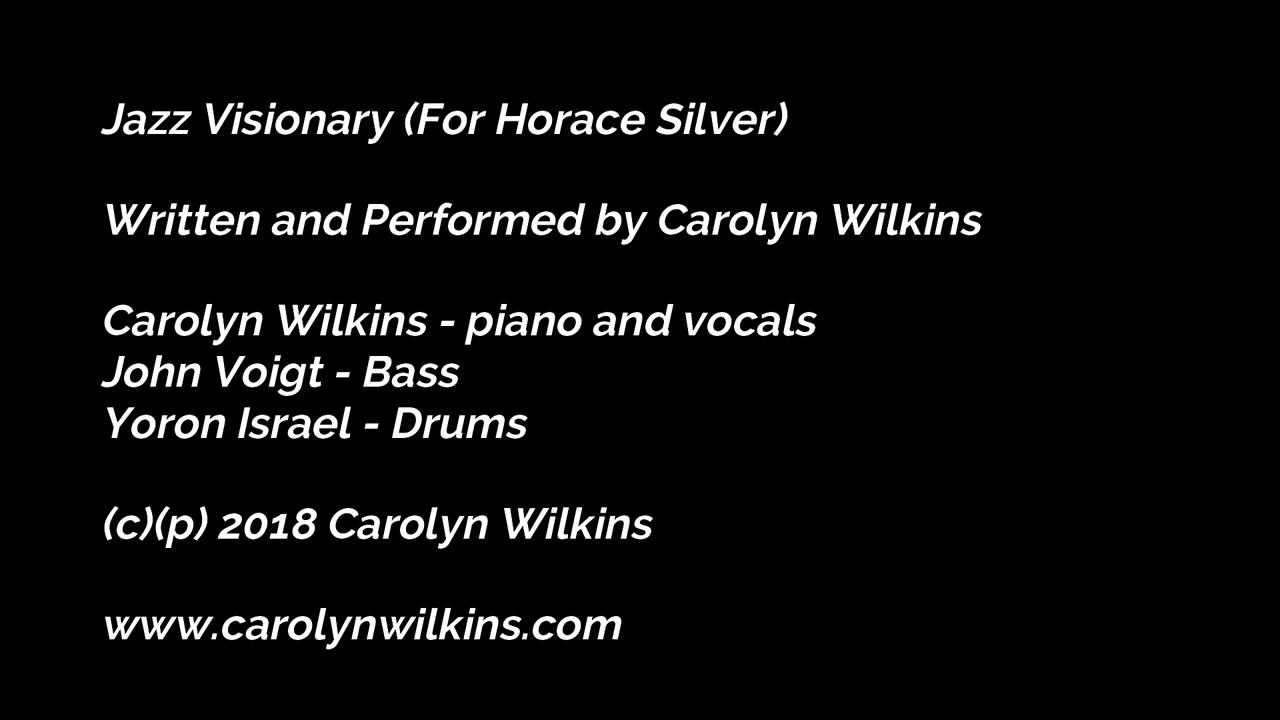 Jazz Visionary (For Horace Silver)
Written and Performed by Carolyn Wilkins
Carolyn Wilkins - piano and vocals
John Voigt - Bass
Yoron Israel - Drums
(c)(p) 2018 Carolyn Wilkins
www.carolynwilkins.com